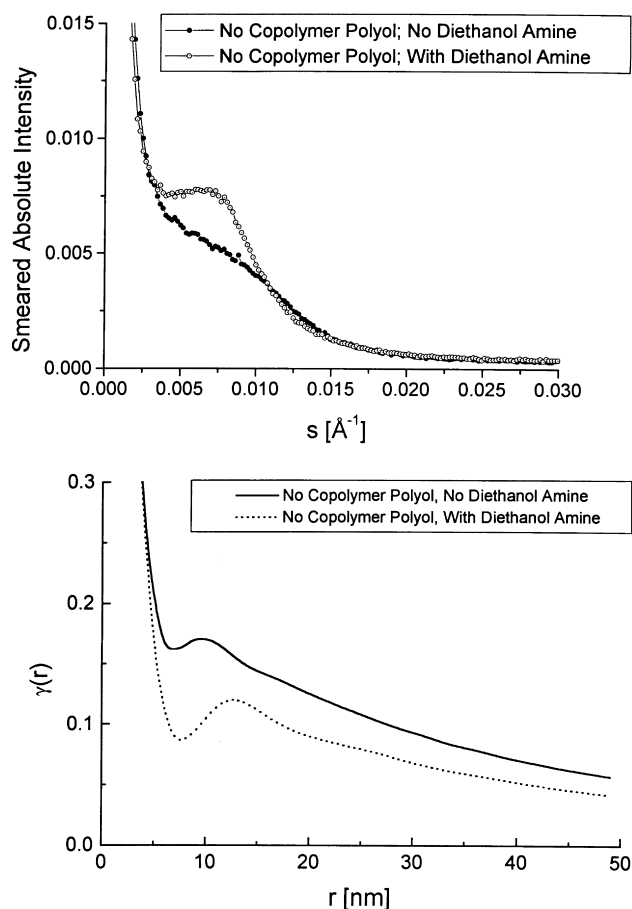 No Copolymer Polyol; No Diethanol Amine
No Copolymer Polyol; With Diethanol Amine
Smeared Absolute Intensity
0.015
0.010
0.005
0.000
0.000 0.005 0.010 0.015 0.020 0.025 0.030
s [Å⁻¹]
No Copolymer Polyol, No Diethanol Amine
No Copolymer Polyol, With Diethanol Amine
γ(r)
0.3
0.2
0.1
0.0
0 10 20 30 40 50
r [nm]